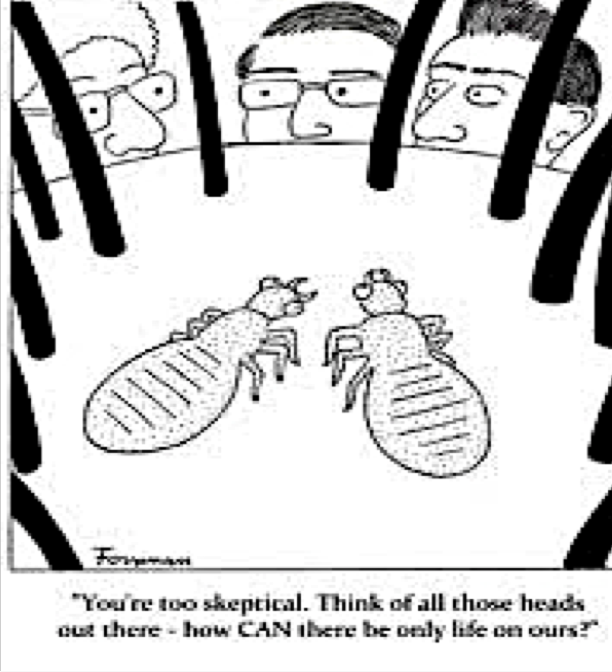 Foreman
"You're too skeptical. Think of all those heads
out there - how CAN there be only life on ours?"